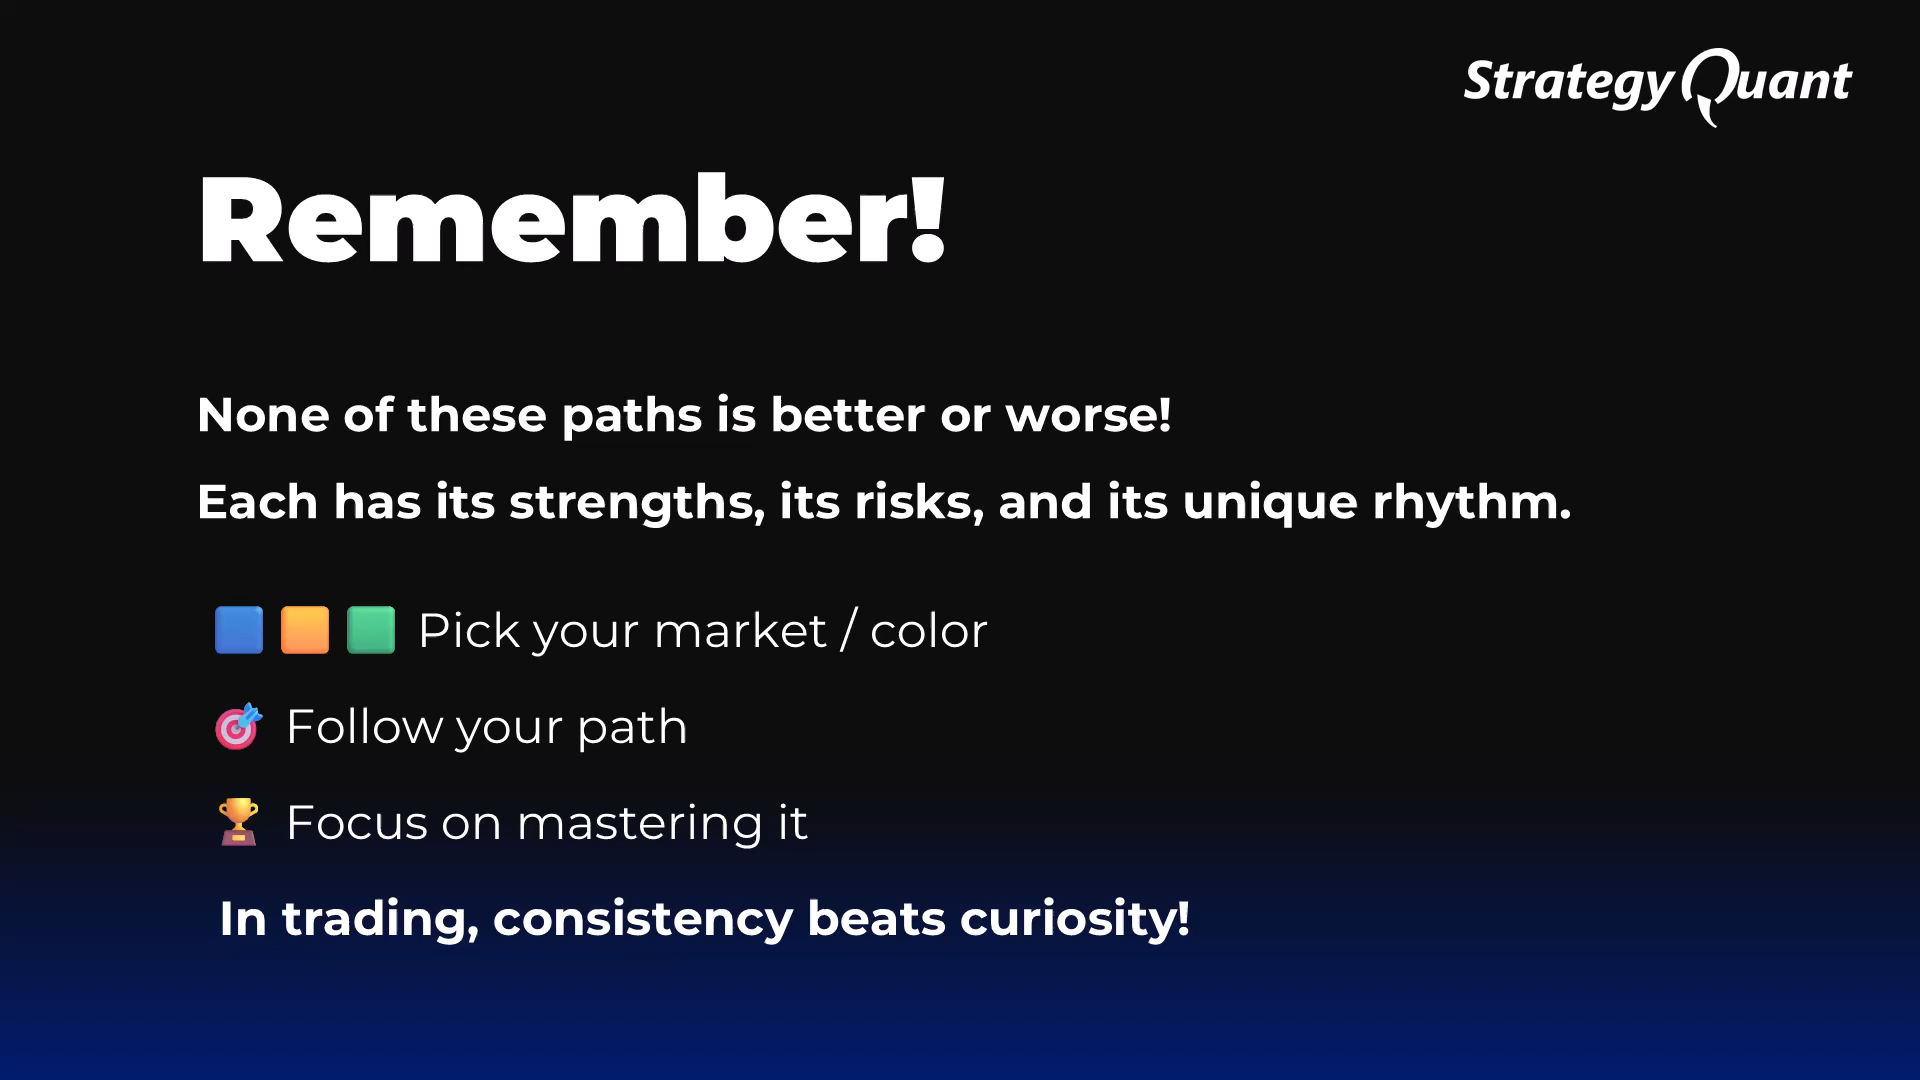 StrategyQuant
Remember!
None of these paths is better or worse!
Each has its strengths, its risks, and its unique rhythm.
Pick your market / color
Follow your path
Focus on mastering it
In trading, consistency beats curiosity!